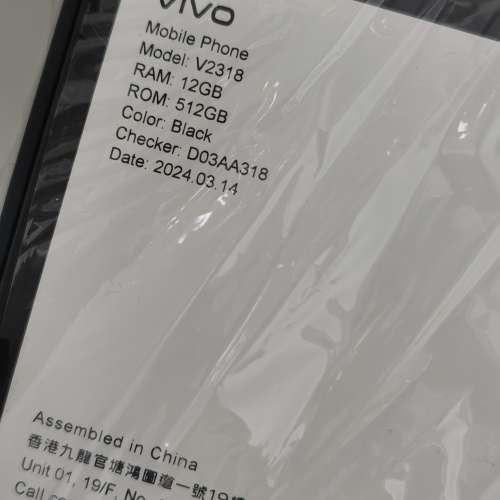 vivo
Mobile Phone
Model: V2318
RAM: 12GB
ROM: 512GB
Color: Black
Checker: D03AA318
Date: 2024.03.14
Assembled in China
香港九龍官塘鴻圖道一號19樓
Unit 01, 19/F, No.
Call